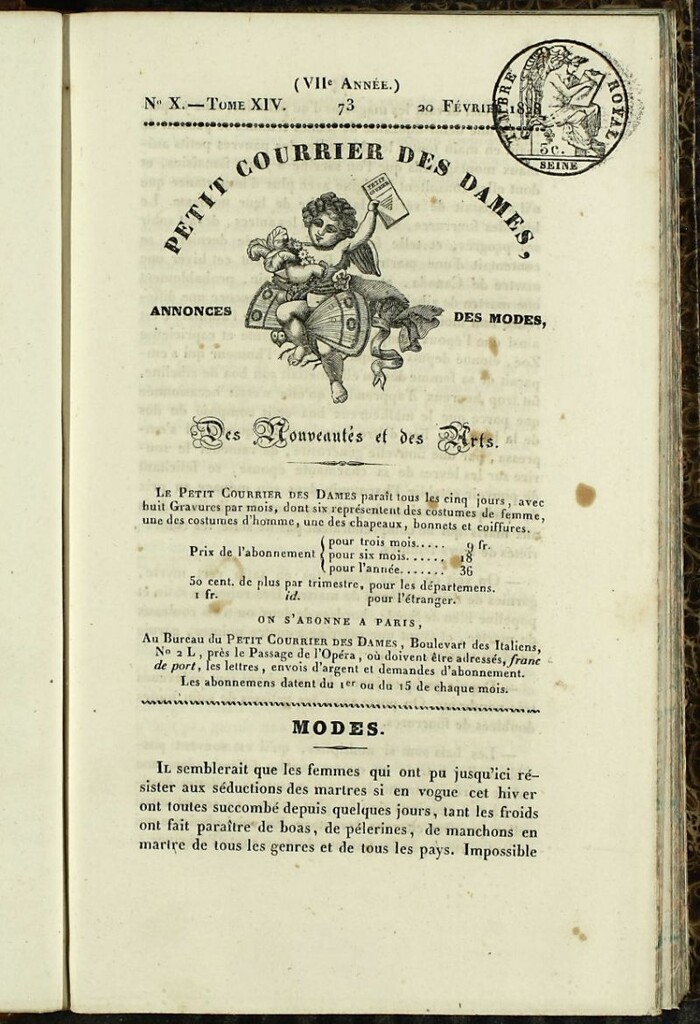 (VIIe Année.)
No X.—Tome XIV. 73 20 Février 1828
TIMBRE ROYAL
3c.
SEINE
PETIT COURRIER DES DAMES,
ANNONCES DES MODES,
Des Nouveautés et des Arts.
Le Petit Courrier des Dames paraît tous les cinq jours, avec
huit Gravures par mois, dont six représentent des costumes de femme,
une des costumes d'homme, une des chapeaux, bonnets et coiffures.
Prix de l'abonnement { pour trois mois..... 9 fr.
pour six mois...... 18
pour l'année....... 36
50 cent. de plus par trimestre, pour les départemens.
1 fr. id. pour l'étranger.
ON S'ABONNE A PARIS,
Au Bureau du Petit Courrier des Dames, Boulevart des Italiens,
No 2 L, près le Passage de l'Opéra, où doivent être adressés, franc
de port, les lettres, envois d'argent et demandes d'abonnement.
Les abonnemens datent du 1er ou du 15 de chaque mois.
MODES.
Il semblerait que les femmes qui ont pu jusqu'ici ré-
sister aux séductions des martres si en vogue cet hiver
ont toutes succombé depuis quelques jours, tant les froids
ont fait paraître de boas, de pélerines, de manchons en
martre de tous les genres et de tous les pays. Impossible